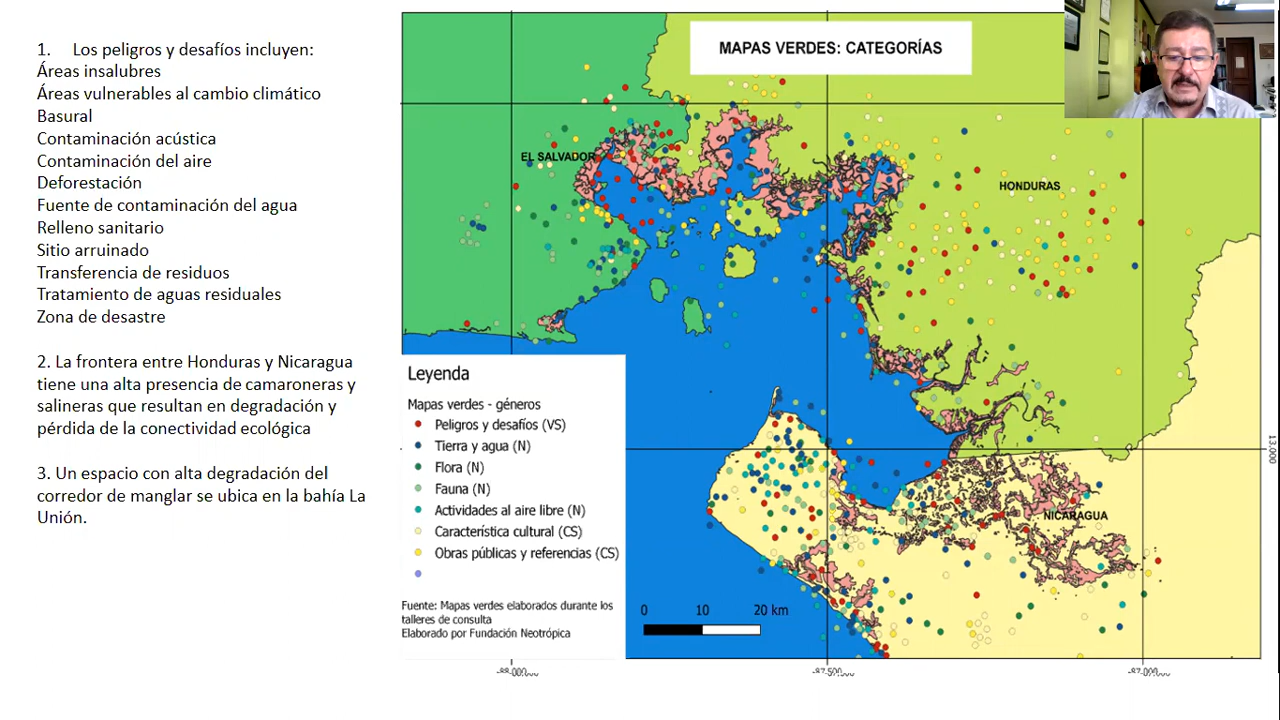 1. Los peligros y desafíos incluyen:
Áreas insalubres
Áreas vulnerables al cambio climático
Basural
Contaminación acústica
Contaminación del aire
Deforestación
Fuente de contaminación del agua
Relleno sanitario
Sitio arruinado
Transferencia de residuos
Tratamiento de aguas residuales
Zona de desastre
2. La frontera entre Honduras y Nicaragua
tiene una alta presencia de camaroneras y
salineras que resultan en degradación y
pérdida de la conectividad ecológica
3. Un espacio con alta degradación del
corredor de manglar se ubica en la bahía La
Unión.
MAPAS VERDES: CATEGORÍAS
EL SALVADOR
HONDURAS
NICARAGUA
Leyenda
Mapas verdes - géneros
Peligros y desafíos (VS)
Tierra y agua (N)
Flora (N)
Fauna (N)
Actividades al aire libre (N)
Característica cultural (CS)
Obras públicas y referencias (CS)
Fuente: Mapas verdes elaborados durante los
talleres de consulta
Elaborado por Fundación Neotrópica
0 10 20 km
13,000